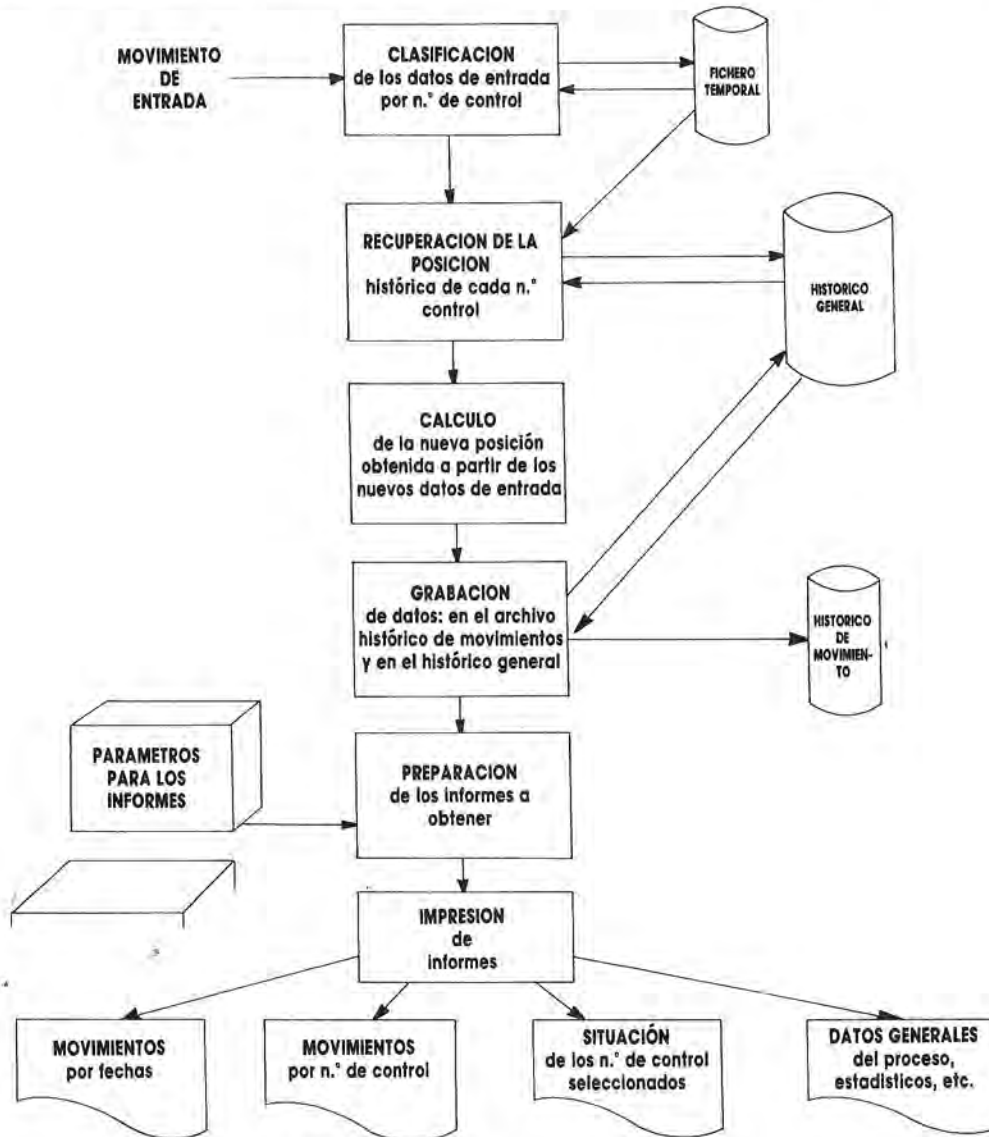 MOVIMIENTO
DE
ENTRADA
CLASIFICACION
de los datos de entrada
por n.° de control
FICHERO
TEMPORAL
RECUPERACION DE LA
POSICION
histórica de cada n.°
control
HISTORICO
GENERAL
CALCULO
de la nueva posición
obtenida a partir de los
nuevos datos de entrada
GRABACION
de datos: en el archivo
histórico de movimientos
y en el histórico general
HISTORICO
DE
MOVIMIEN-
TO
PARAMETROS
PARA LOS
INFORMES
PREPARACION
de los informes a
obtener
IMPRESION
de
informes
MOVIMIENTOS
por fechas
MOVIMIENTOS
por n.° de control
SITUACIÓN
de los n.° de control
seleccionados
DATOS GENERALES
del proceso,
estadisticos, etc.